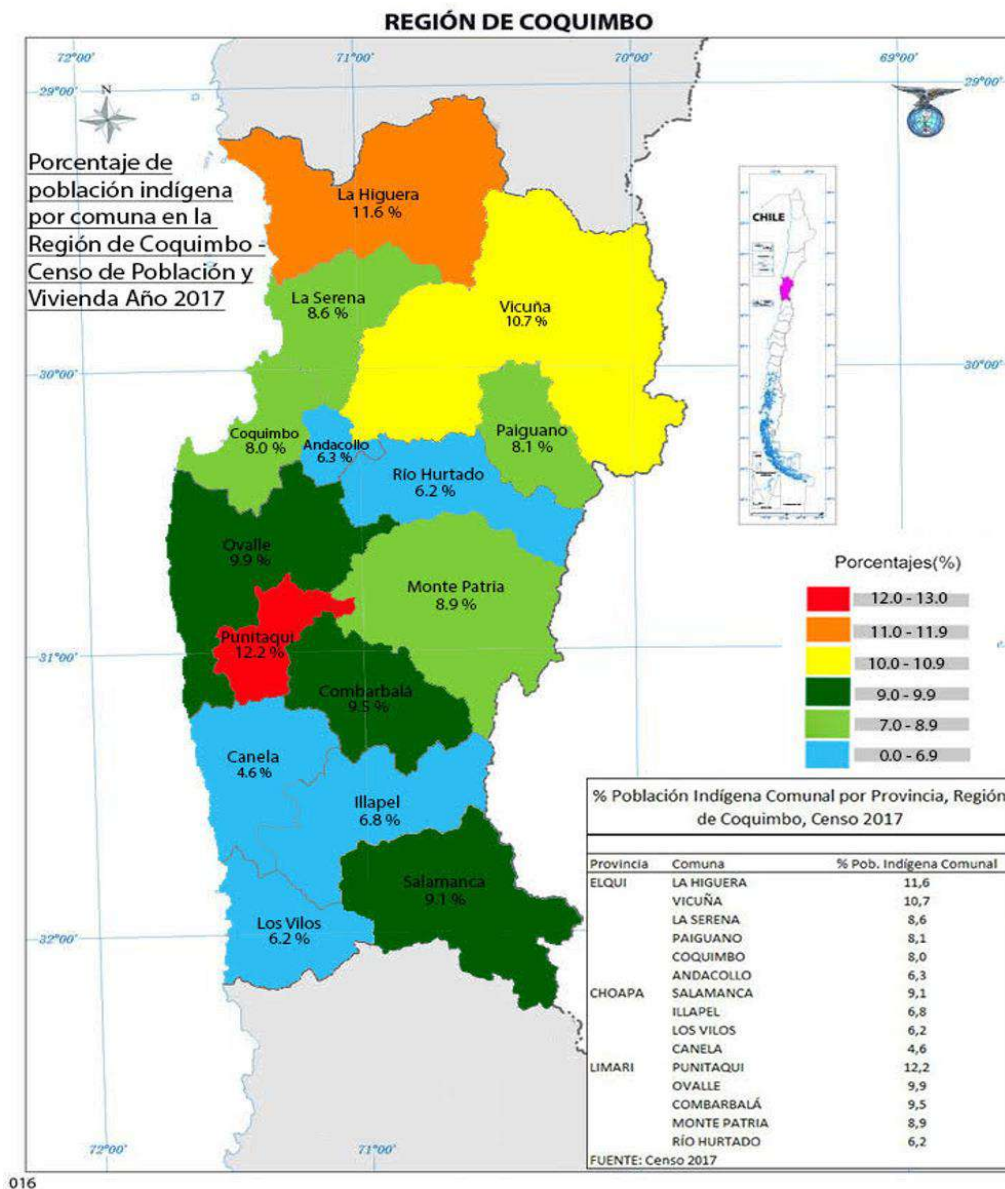 REGIÓN DE COQUIMBO
72°00'
71°00'
70°00'
69°00'
29°00'
29°00'
Porcentaje de
población indígena
por comuna en la
Región de Coquimbo -
Censo de Población y
Vivienda Año 2017
La Higuera
11.6 %
CHILE
La Serena
8.6 %
Vicuña
10.7 %
30°00'
30°00'
Coquimbo
8.0 %
Andacollo
6.3 %
Paiguano
8.1 %
Río Hurtado
6.2 %
Ovalle
9.9 %
Monte Patria
8.9 %
Punitaqui
12.2 %
31°00'
Combarbalá
9.5 %
Canela
4.6 %
Illapel
6.8 %
Salamanca
9.1 %
Los Vilos
6.2 %
32°00'
72°00'
71°00'
Porcentajes(%)
12.0 - 13.0
11.0 - 11.9
10.0 - 10.9
9.0 - 9.9
7.0 - 8.9
0.0 - 6.9
% Población Indígena Comunal por Provincia, Región
de Coquimbo, Censo 2017
Provincia Comuna % Pob. Indígena Comunal
ELQUI LA HIGUERA 11,6
VICUÑA 10,7
LA SERENA 8,6
PAIGUANO 8,1
COQUIMBO 8,0
ANDACOLLO 6,3
CHOAPA SALAMANCA 9,1
ILLAPEL 6,8
LOS VILOS 6,2
CANELA 4,6
LIMARI PUNITAQUI 12,2
OVALLE 9,9
COMBARBALÁ 9,5
MONTE PATRIA 8,9
RÍO HURTADO 6,2
FUENTE: Censo 2017
016